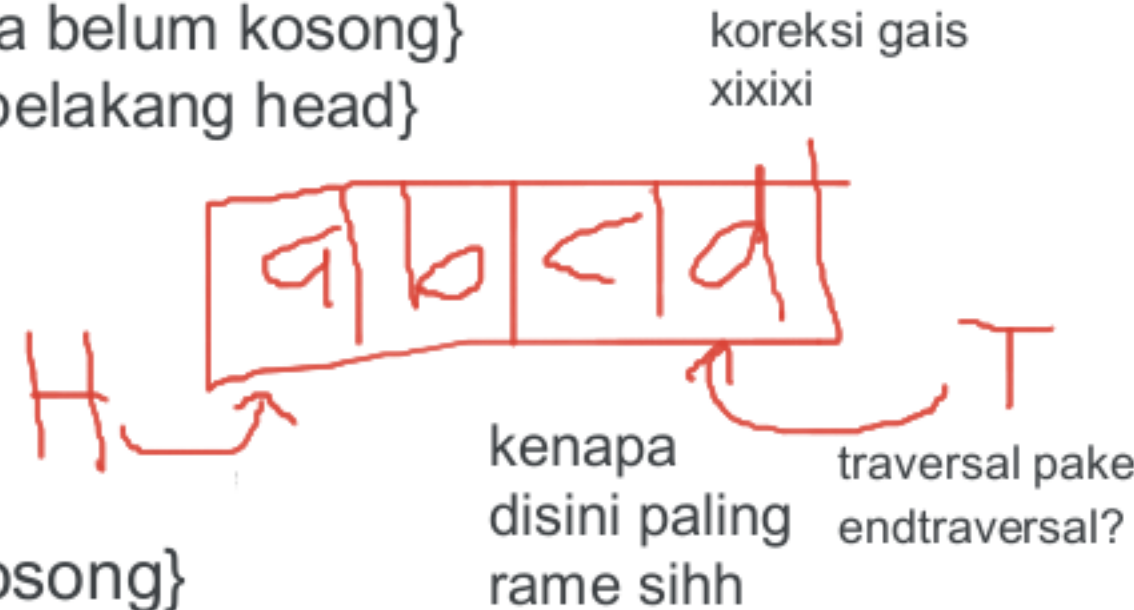 a belum kosong}
belakang head}
koreksi gais
xixixi
a b c d
H
T
kenapa
disini paling
rame sihh
traversal pake
endtraversal?
osong}